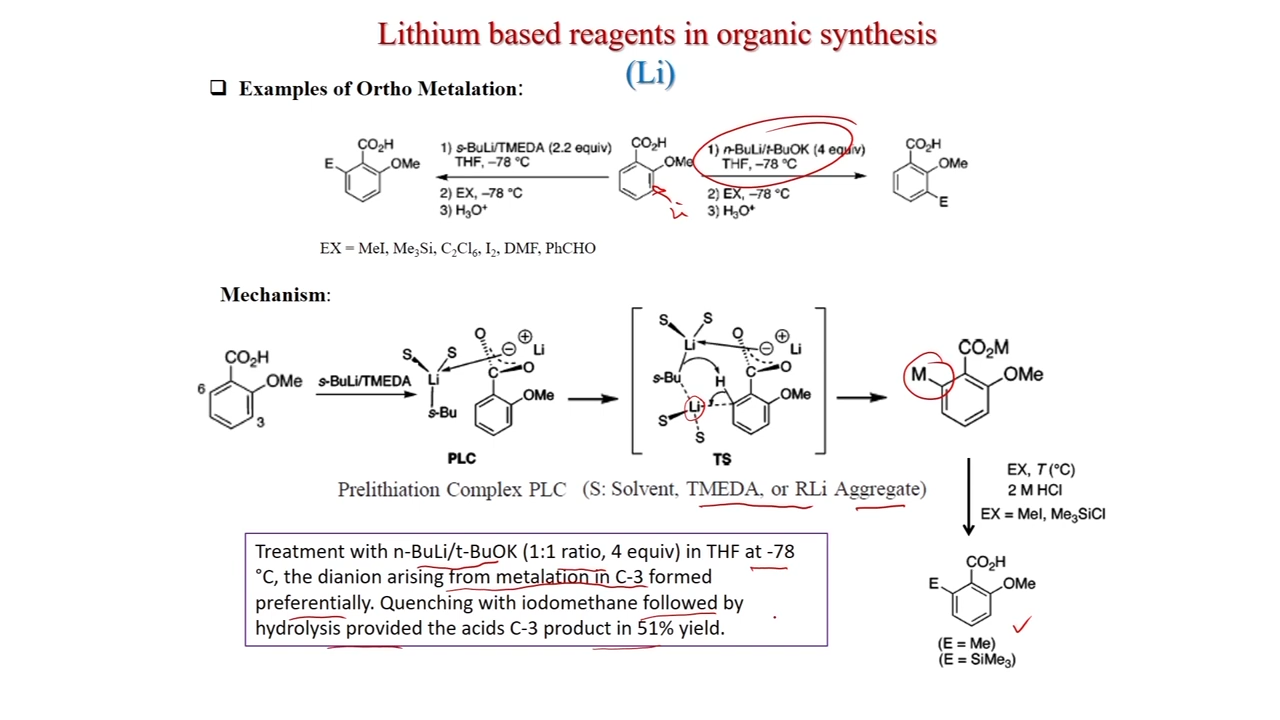 Lithium based reagents in organic synthesis
(Li)
❑ Examples of Ortho Metalation:
CO₂H
E
OMe
1) s-BuLi/TMEDA (2.2 equiv)
THF, –78 °C
2) EX, –78 °C
3) H₃O⁺
CO₂H
OMe
Li
1) n-BuLi/t-BuOK (4 equiv)
THF, –78 °C
2) EX, –78 °C
3) H₃O⁺
CO₂H
OMe
E
EX = MeI, Me₃Si, C₂Cl₆, I₂, DMF, PhCHO
Mechanism:
CO₂H
OMe
6
3
s-BuLi/TMEDA
S
S
Li
s-Bu
O
⊖
⊕
Li
C
O
OMe
PLC
S
S
Li
s-Bu
H
Li
S
S
O
⊖
⊕
Li
C
O
OMe
TS
CO₂M
M
OMe
Prelithiation Complex PLC (S: Solvent, TMEDA, or RLi Aggregate)
EX, T (°C)
2 M HCl
EX = MeI, Me₃SiCl
Treatment with n-BuLi/t-BuOK (1:1 ratio, 4 equiv) in THF at -78
°C, the dianion arising from metalation in C-3 formed
preferentially. Quenching with iodomethane followed by
hydrolysis provided the acids C-3 product in 51% yield.
CO₂H
E
OMe
(E = Me)
(E = SiMe₃)